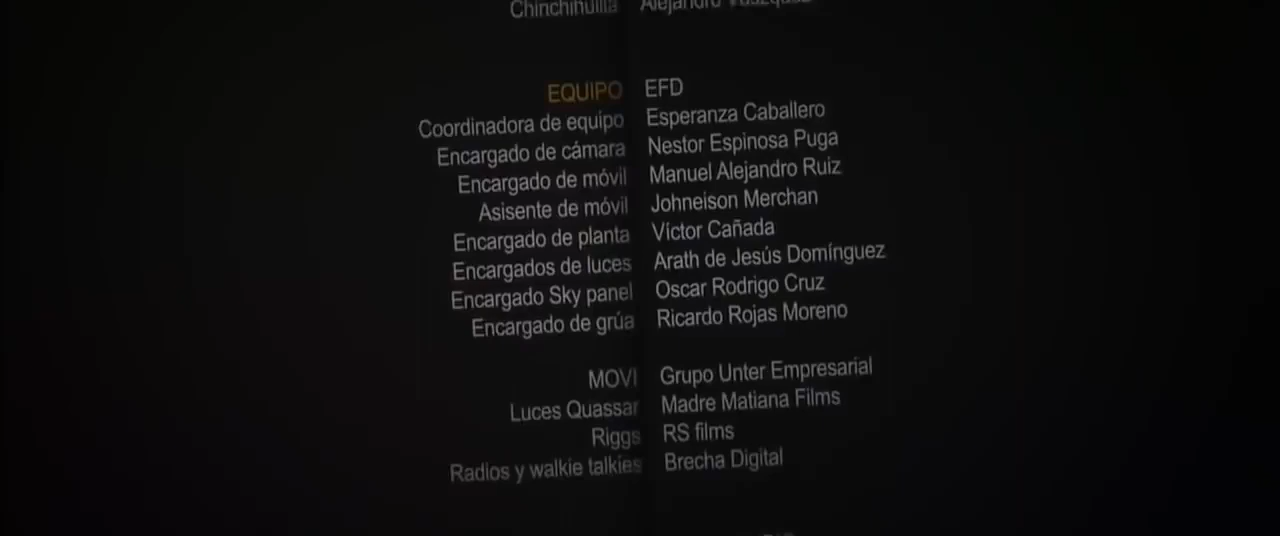 Chinchihuilla Alejandro Vásquez
EQUIPO EFD
Coordinadora de equipo Esperanza Caballero
Encargado de cámara Nestor Espinosa Puga
Encargado de móvil Manuel Alejandro Ruiz
Asisente de móvil Johneison Merchan
Encargado de planta Víctor Cañada
Encargados de luces Arath de Jesús Domínguez
Encargado Sky panel Oscar Rodrigo Cruz
Encargado de grúa Ricardo Rojas Moreno
MOVI Grupo Unter Empresarial
Luces Quassar Madre Matiana Films
Riggs RS films
Radios y walkie talkies Brecha Digital